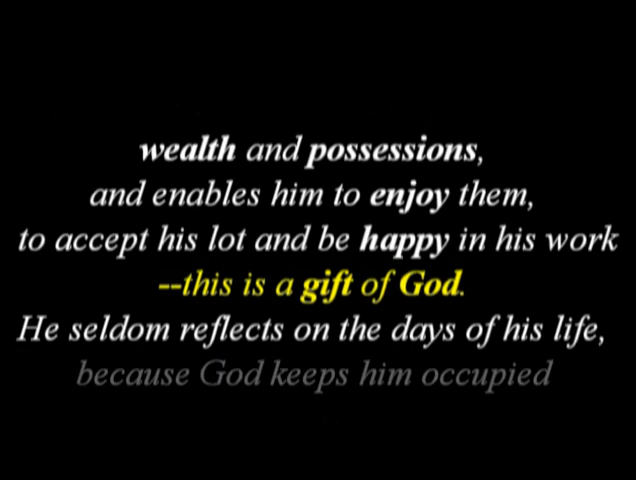 wealth and possessions,
and enables him to enjoy them,
to accept his lot and be happy in his work
--this is a gift of God.
He seldom reflects on the days of his life,
because God keeps him occupied